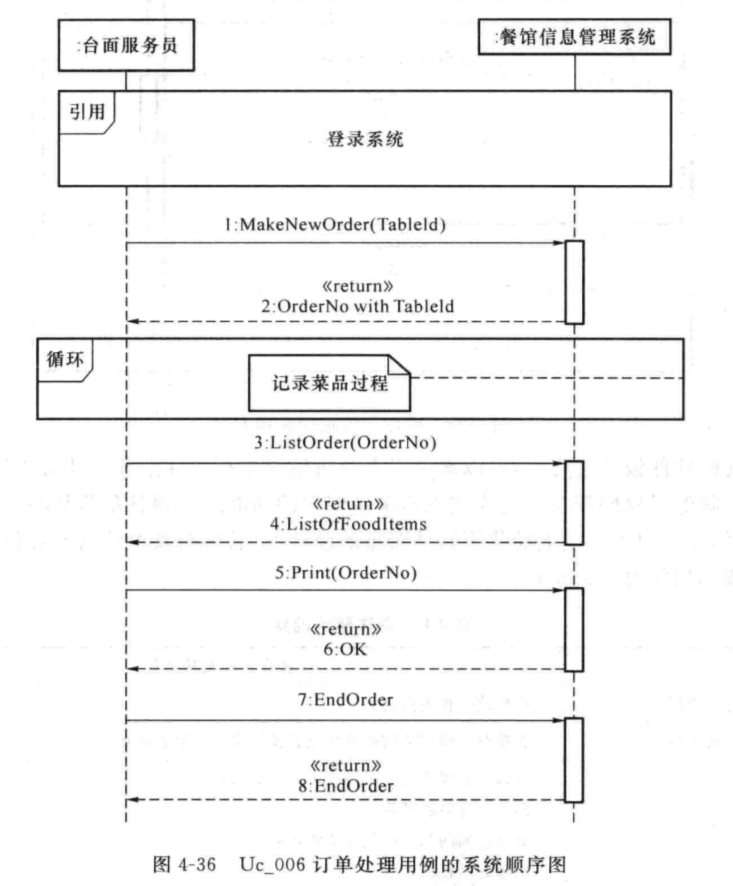 :台面服务员
:餐馆信息管理系统
引用
登录系统
1:MakeNewOrder(TableId)
《return》
2:OrderNo with TableId
循环
记录菜品过程
3:ListOrder(OrderNo)
《return》
4:ListOfFoodItems
5:Print(OrderNo)
《return》
6:OK
7:EndOrder
《return》
8:EndOrder
图 4-36 Uc_006 订单处理用例的系统顺序图